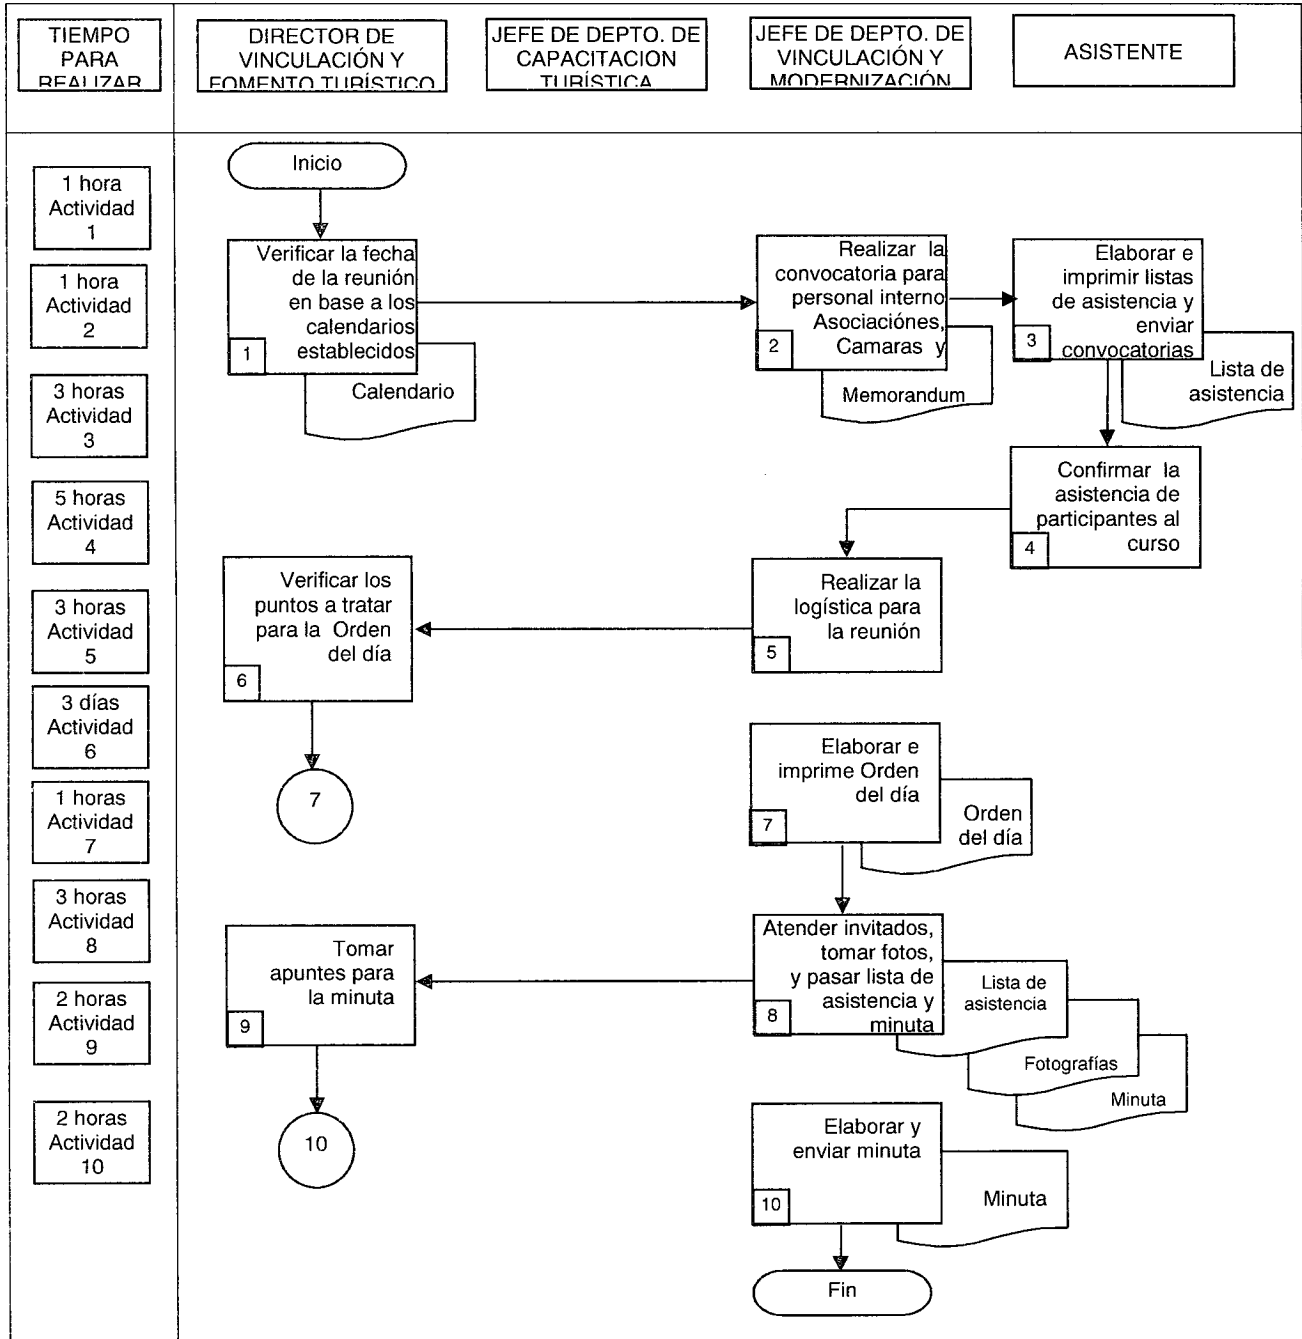 TIEMPO
PARA
REALIZAR
DIRECTOR DE
VINCULACIÓN Y
FOMENTO TURÍSTICO
JEFE DE DEPTO. DE
CAPACITACION
TURÍSTICA
JEFE DE DEPTO. DE
VINCULACIÓN Y
MODERNIZACIÓN
ASISTENTE
1 hora
Actividad
1
1 hora
Actividad
2
3 horas
Actividad
3
5 horas
Actividad
4
3 horas
Actividad
5
3 días
Actividad
6
1 horas
Actividad
7
3 horas
Actividad
8
2 horas
Actividad
9
2 horas
Actividad
10
Inicio
Verificar la fecha
de la reunión
en base a los
calendarios
establecidos
1
Calendario
Realizar la
convocatoria para
personal interno
Asociaciónes,
Camaras y
2
Memorandum
Elaborar e
imprimir listas
de asistencia y
enviar
convocatorias
3
Lista de
asistencia
Confirmar la
asistencia de
participantes al
curso
4
Realizar la
logística para
la reunión
5
Verificar los
puntos a tratar
para la Orden
del día
6
7
Elaborar e
imprime Orden
del día
7
Orden
del día
Atender invitados,
tomar fotos,
y pasar lista de
asistencia y
minuta
8
Lista de
asistencia
Fotografías
Minuta
Tomar
apuntes para
la minuta
9
10
Elaborar y
enviar minuta
10
Minuta
Fin